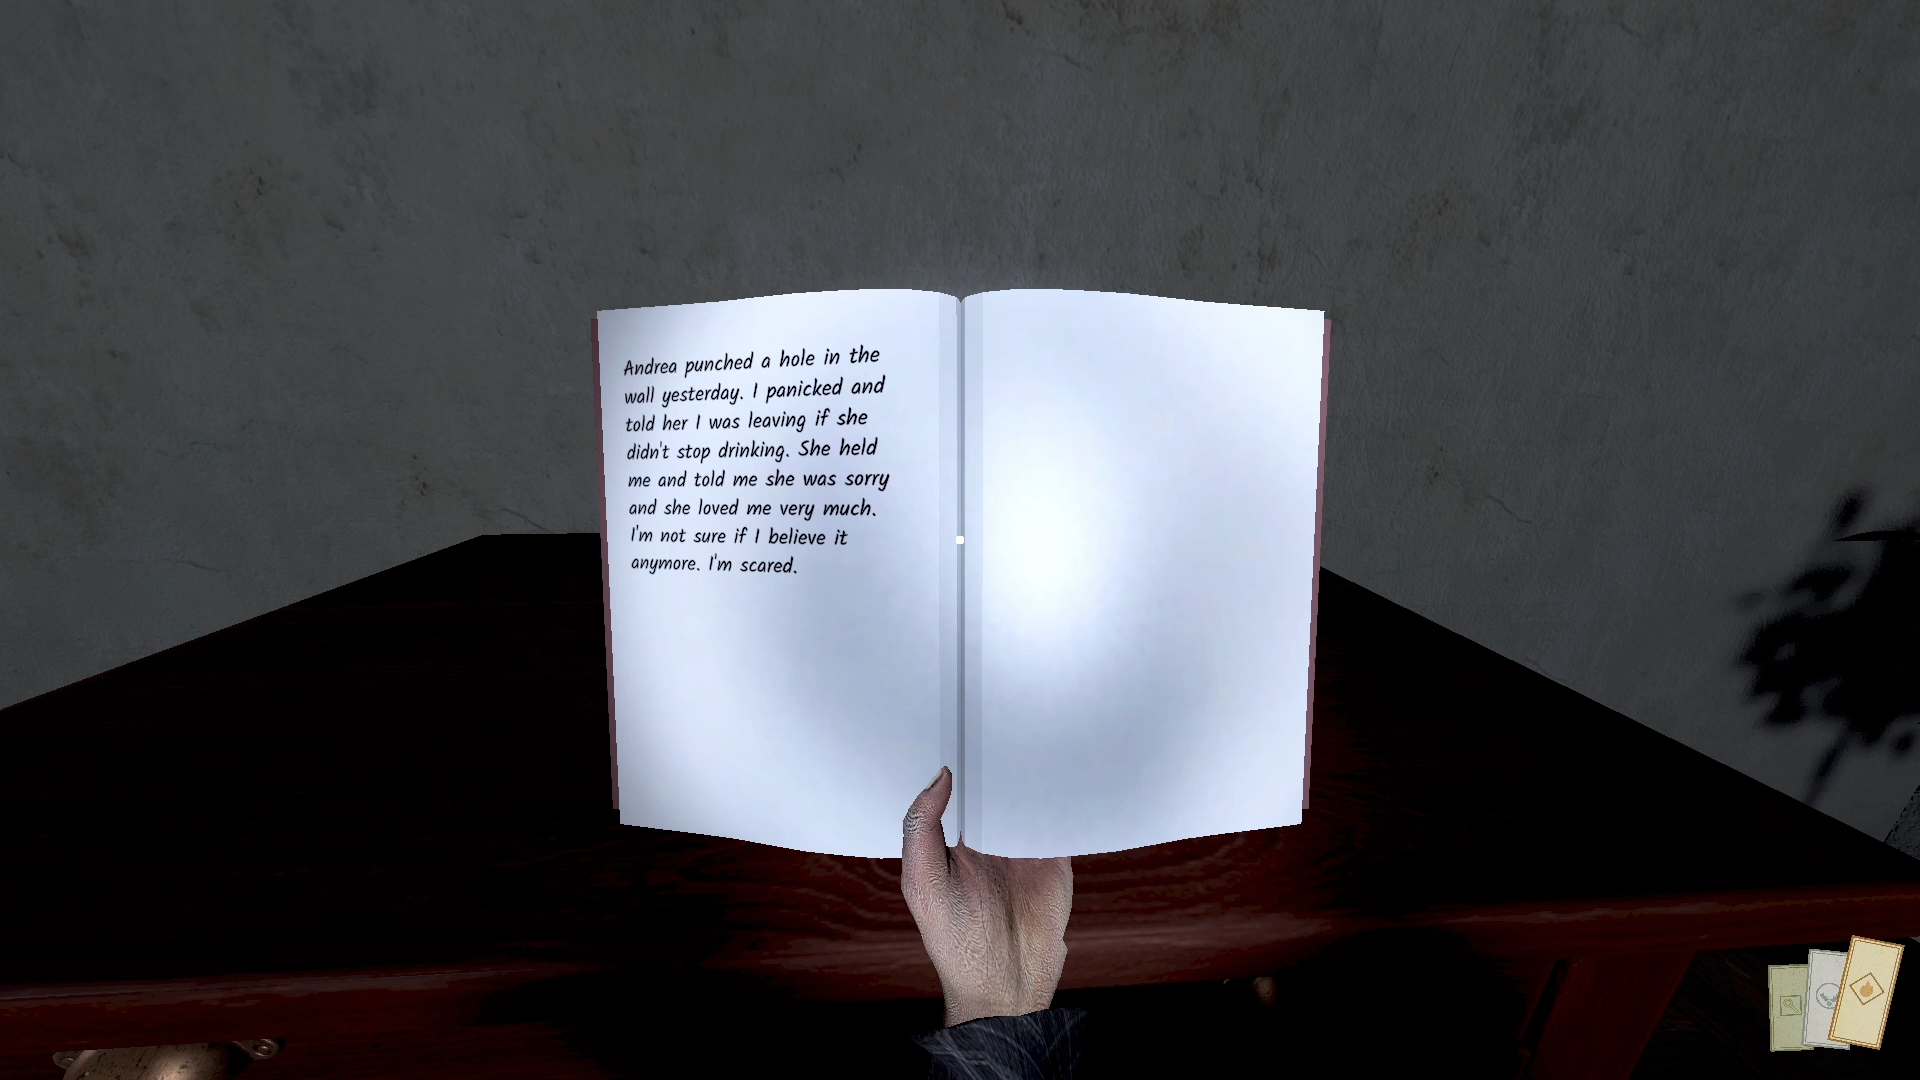 Andrea punched a hole in the
wall yesterday. I panicked and
told her I was leaving if she
didn't stop drinking. She held
me and told me she was sorry
and she loved me very much.
I'm not sure if I believe it
anymore. I'm scared.